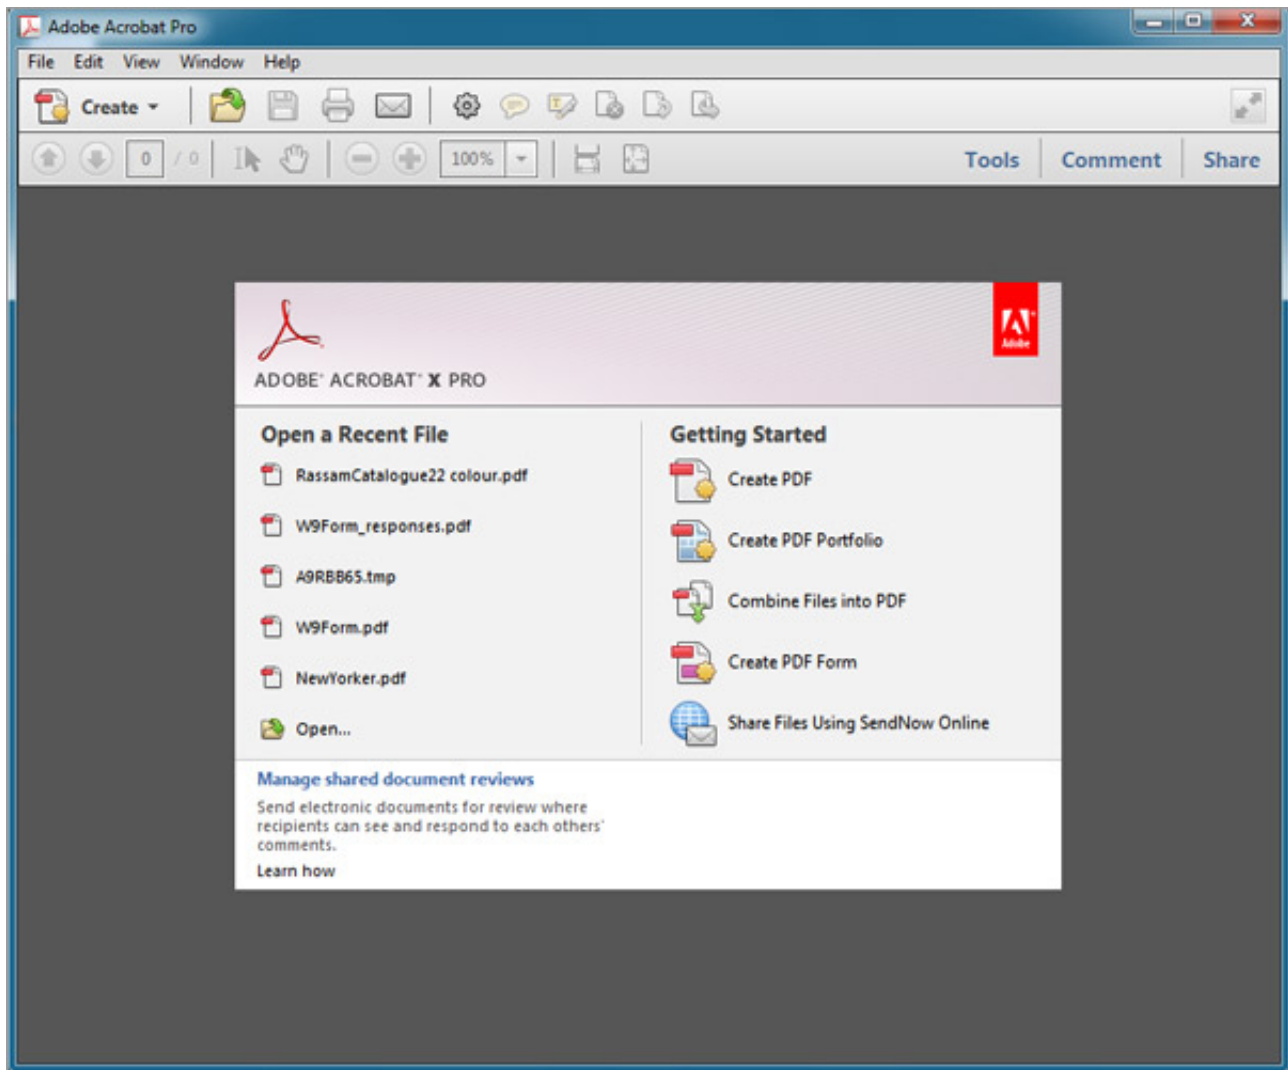 Adobe Acrobat Pro
File Edit View Window Help
Create
0 / 0 100% Tools Comment Share
Adobe
ADOBE® ACROBAT® X PRO
Open a Recent File
RassamCatalogue22 colour.pdf
W9Form_responses.pdf
A9RBB65.tmp
W9Form.pdf
NewYorker.pdf
Open...
Getting Started
Create PDF
Create PDF Portfolio
Combine Files into PDF
Create PDF Form
Share Files Using SendNow Online
Manage shared document reviews
Send electronic documents for review where
recipients can see and respond to each others'
comments.
Learn how